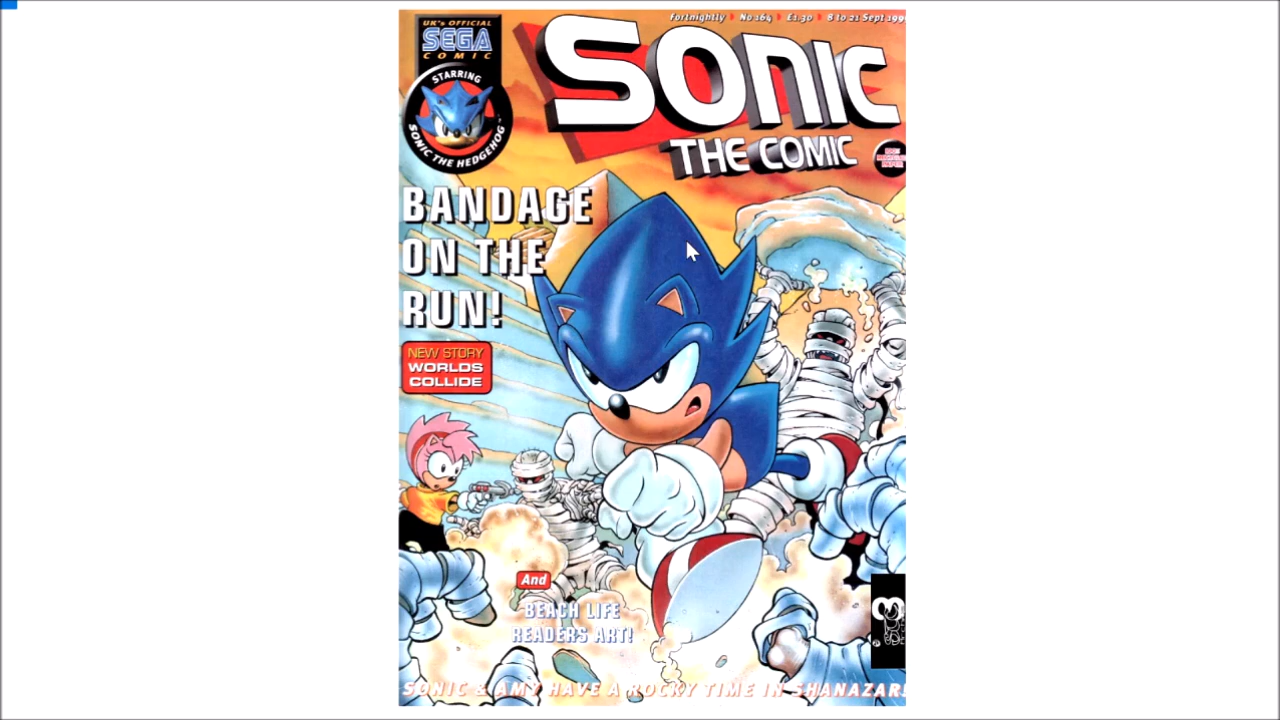 Fortnightly No 164 £1.30 8 to 21 Sept 199
UK's OFFICIAL
SEGA
COMIC
STARRING
SONIC THE HEDGEHOG™
SONIC
THE COMIC
BANDAGE
ON THE
RUN!
NEW STORY
WORLDS
COLLIDE
And
BEACH LIFE
READERS ART!
SONIC & AMY HAVE A ROCKY TIME IN SHANAZAR!